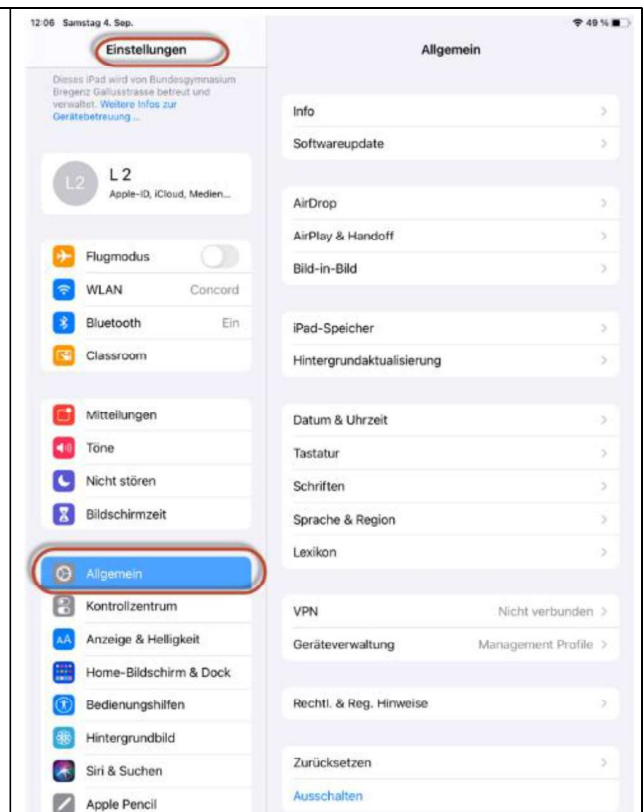 12:06 Samstag 4. Sep.
49 %
Einstellungen
Dieses iPad wird von Bundesgymnasium
Bregenz Gallusstrasse betreut und
verwaltet. Weitere Infos zur
Gerätebetreuung ...
L2
L 2
Apple-ID, iCloud, Medien...
Flugmodus
WLAN Concord
Bluetooth Ein
Classroom
Mitteilungen
Töne
Nicht stören
Bildschirmzeit
Allgemein
Kontrollzentrum
AA
Anzeige & Helligkeit
Home-Bildschirm & Dock
Bedienungshilfen
Hintergrundbild
Siri & Suchen
Apple Pencil
Allgemein
Info
Softwareupdate
AirDrop
AirPlay & Handoff
Bild-in-Bild
iPad-Speicher
Hintergrundaktualisierung
Datum & Uhrzeit
Tastatur
Schriften
Sprache & Region
Lexikon
VPN Nicht verbunden
Geräteverwaltung Management Profile
Rechtl. & Reg. Hinweise
Zurücksetzen
Ausschalten